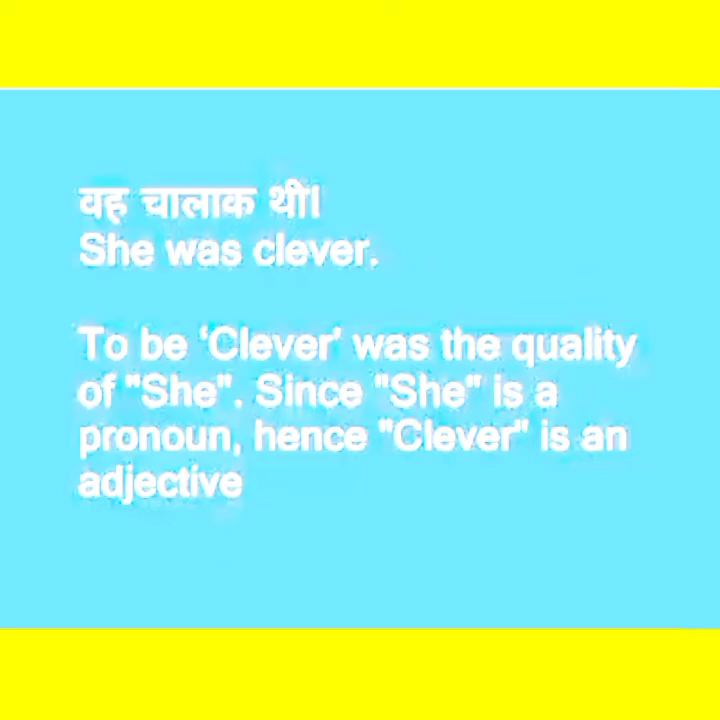 वह चालाक थी।
She was clever.
To be ‘Clever’ was the quality
of "She". Since "She" is a
pronoun, hence "Clever" is an
adjective